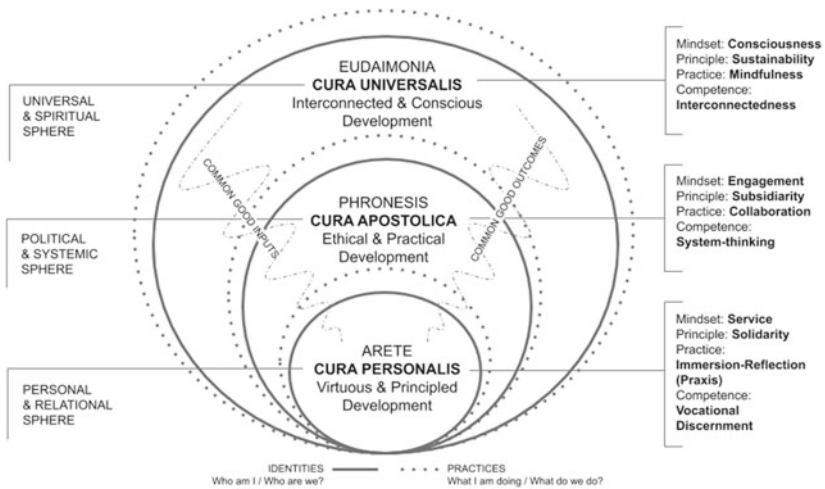 EUDAIMONIA
CURA UNIVERSALIS
Interconnected & Conscious
Development
UNIVERSAL
& SPIRITUAL
SPHERE
Mindset: Consciousness
Principle: Sustainability
Practice: Mindfulness
Competence:
Interconnectedness
COMMON GOOD INPUTS
COMMON GOOD OUTCOMES
PHRONESIS
CURA APOSTOLICA
Ethical & Practical
Development
POLITICAL
& SYSTEMIC
SPHERE
Mindset: Engagement
Principle: Subsidiarity
Practice: Collaboration
Competence:
System-thinking
ARETE
CURA PERSONALIS
Virtuous & Principled
Development
PERSONAL
& RELATIONAL
SPHERE
Mindset: Service
Principle: Solidarity
Practice:
Immersion-Reflection
(Praxis)
Competence:
Vocational
Discernment
IDENTITIES
Who am I / Who are we?
PRACTICES
What I am doing / What do we do?